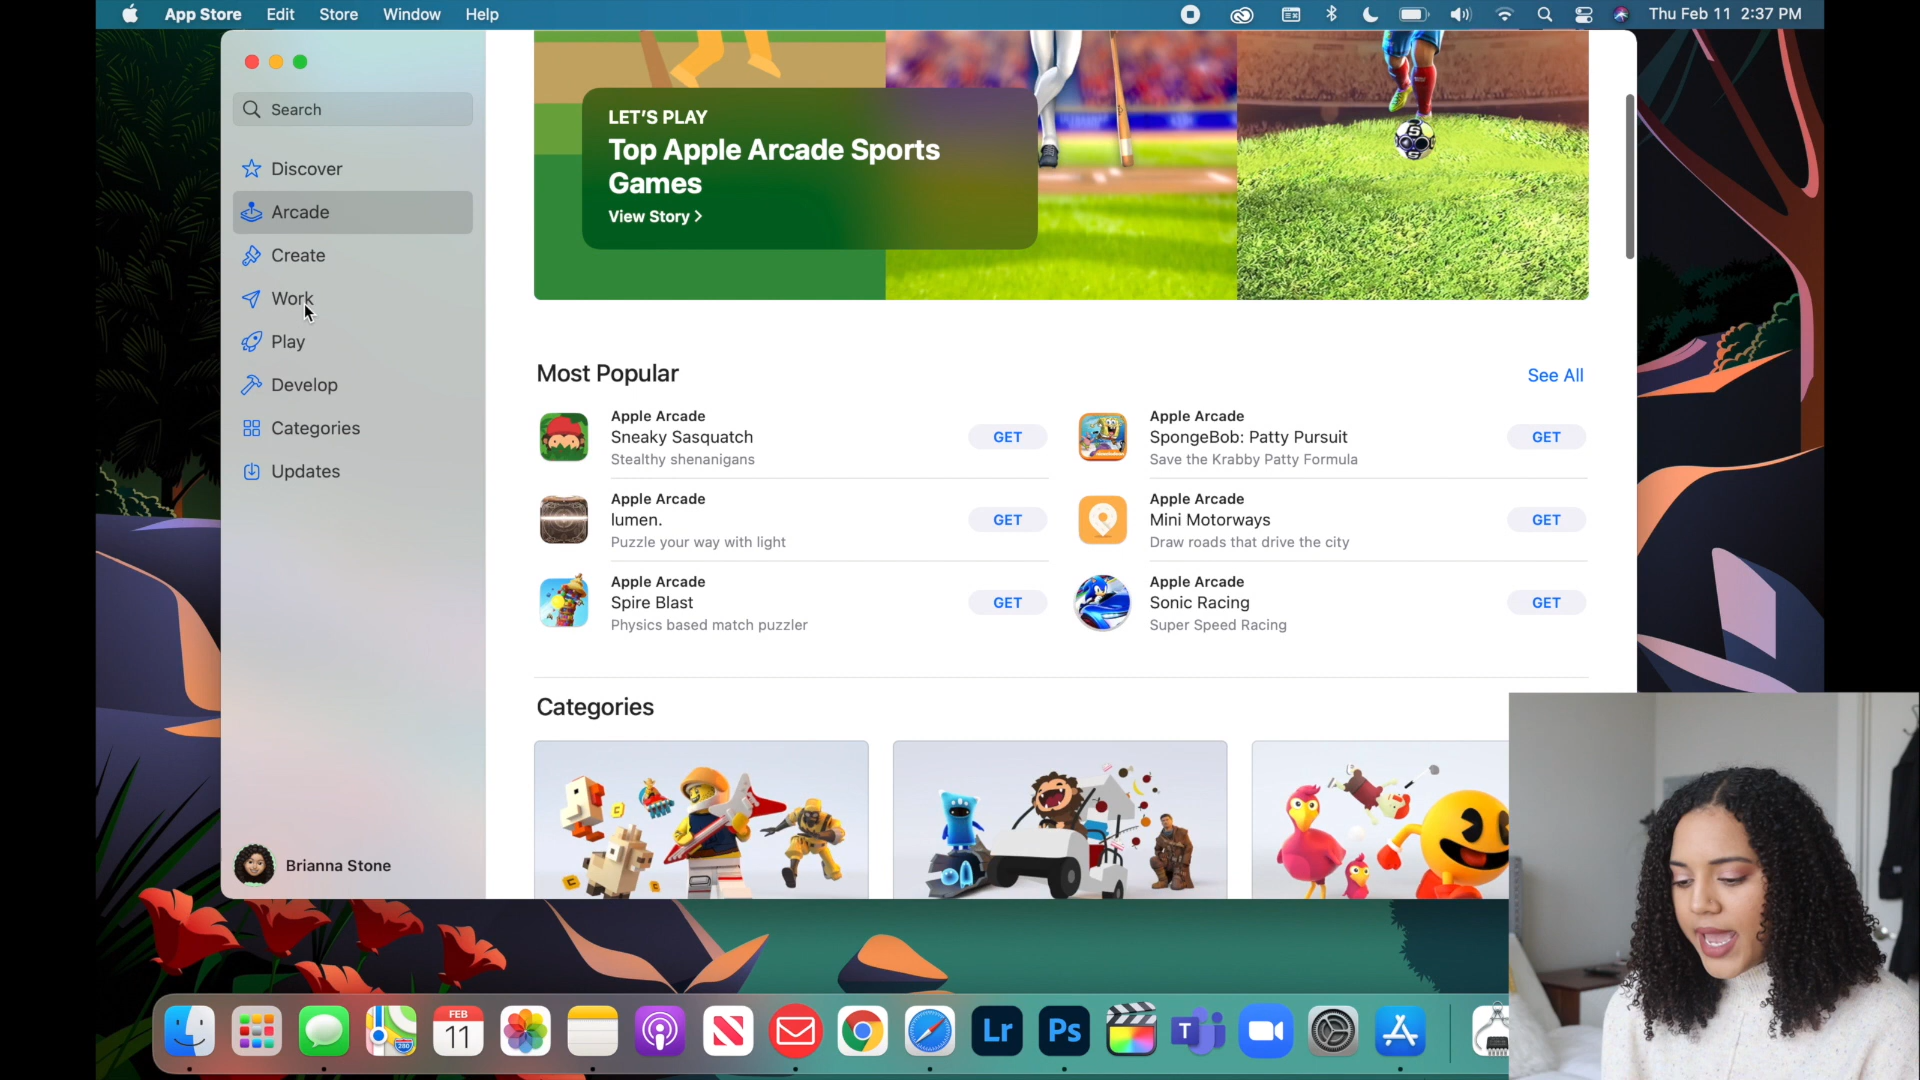 App Store Edit Store Window Help Thu Feb 11 2:37 PM
Search
Discover
Arcade
Create
Work
Play
Develop
Categories
Updates
Brianna Stone
LET'S PLAY
Top Apple Arcade Sports
Games
View Story >
Most Popular
See All
Apple Arcade
Sneaky Sasquatch
Stealthy shenanigans
GET
Apple Arcade
SpongeBob: Patty Pursuit
Save the Krabby Patty Formula
GET
Apple Arcade
lumen.
Puzzle your way with light
GET
Apple Arcade
Mini Motorways
Draw roads that drive the city
GET
Apple Arcade
Spire Blast
Physics based match puzzler
GET
Apple Arcade
Sonic Racing
Super Speed Racing
GET
Categories
FEB
11
Lr
Ps
T